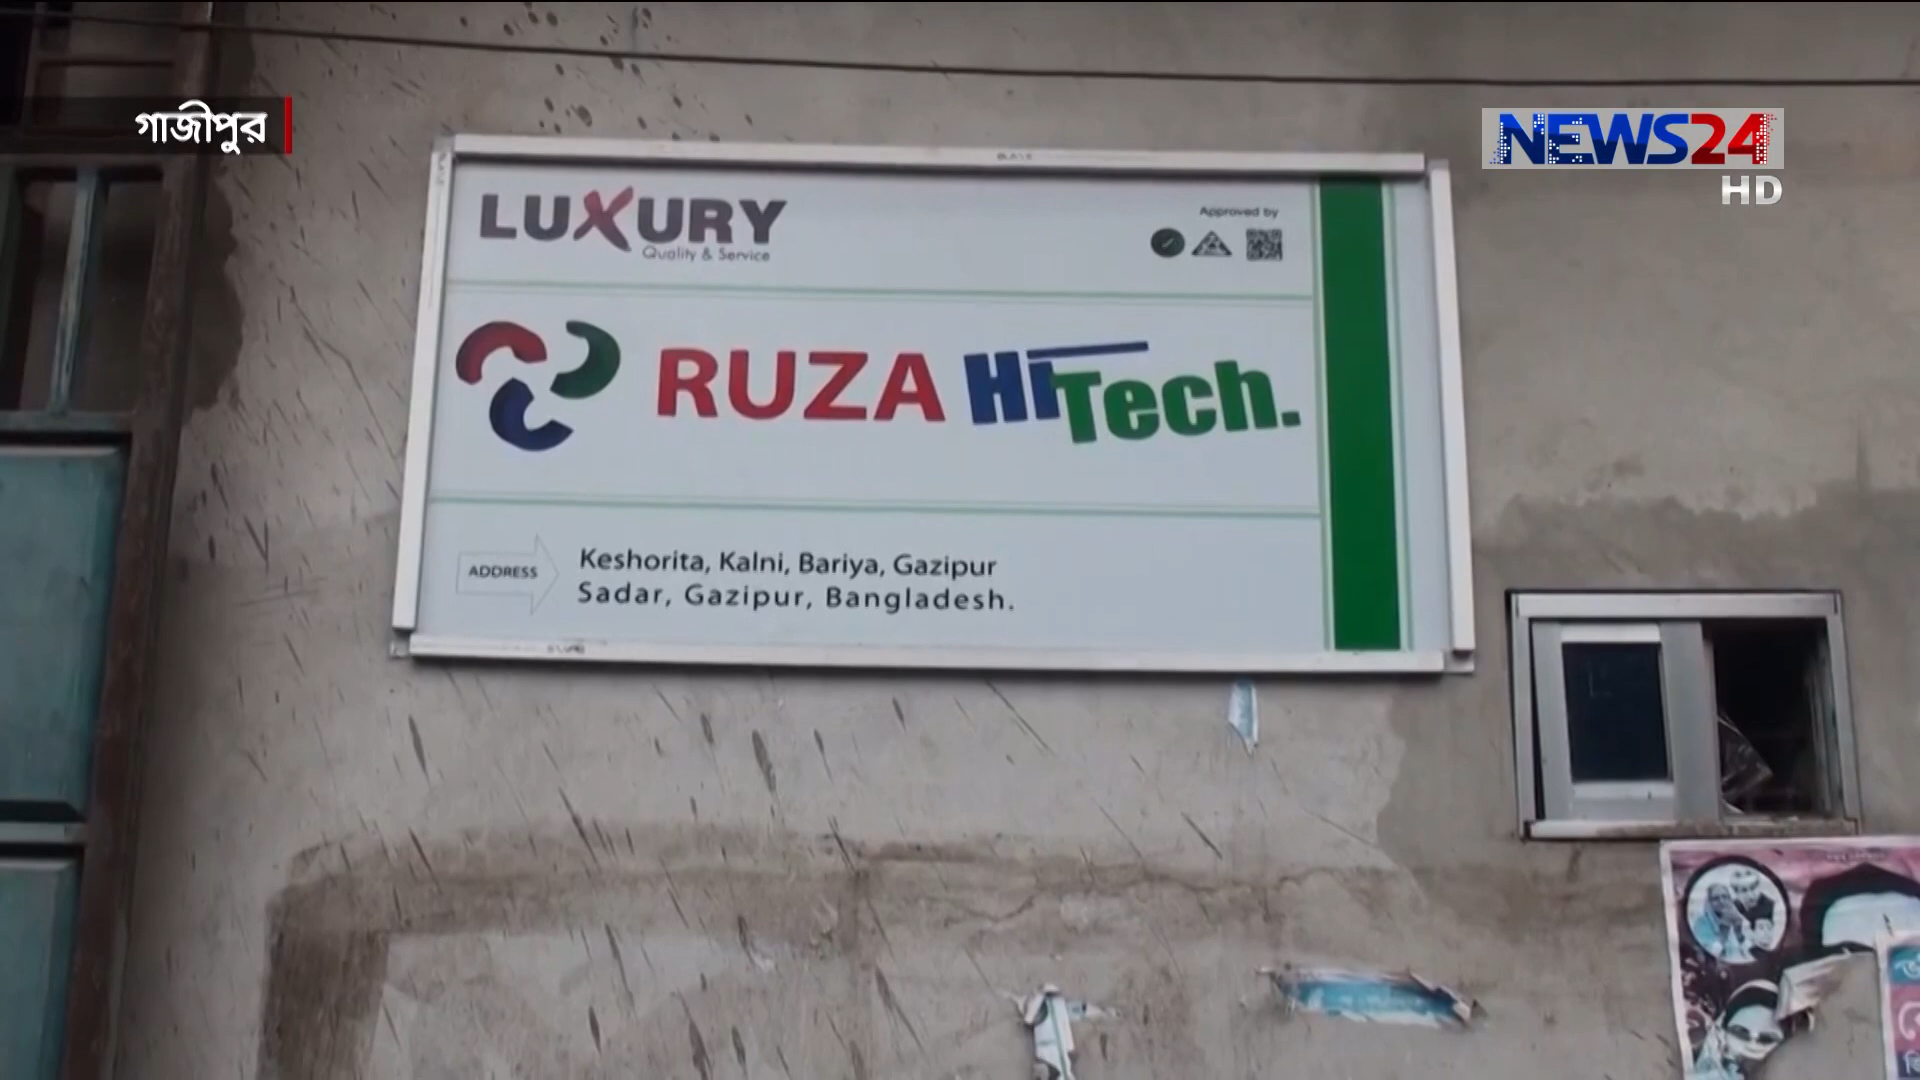 গাজীপুর
NEWS24
HD
LUXURY
Quality & Service
Approved by
RUZA HiTech.
ADDRESS
Keshorita, Kalni, Bariya, Gazipur
Sadar, Gazipur, Bangladesh.